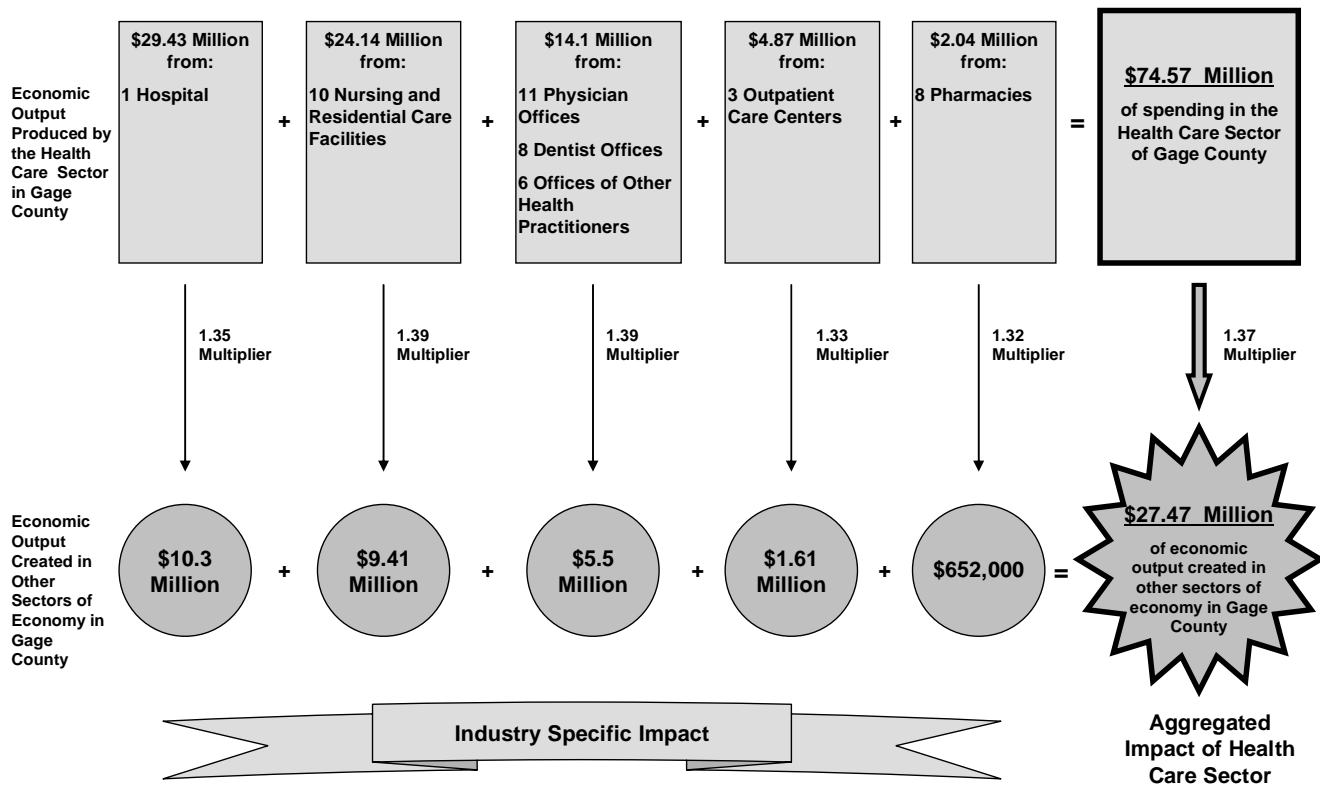 Economic
Output
Produced by
the Health
Care Sector
in Gage
County
$29.43 Million
from:
1 Hospital
+
$24.14 Million
from:
10 Nursing and
Residential Care
Facilities
+
$14.1 Million
from:
11 Physician
Offices
8 Dentist Offices
6 Offices of Other
Health
Practitioners
+
$4.87 Million
from:
3 Outpatient
Care Centers
+
$2.04 Million
from:
8 Pharmacies
=
$74.57 Million
of spending in the
Health Care Sector
of Gage County
1.35
Multiplier
1.39
Multiplier
1.39
Multiplier
1.33
Multiplier
1.32
Multiplier
1.37
Multiplier
Economic
Output
Created in
Other
Sectors of
Economy in
Gage
County
$10.3
Million
+
$9.41
Million
+
$5.5
Million
+
$1.61
Million
+
$652,000
=
$27.47 Million
of economic
output created in
other sectors of
economy in Gage
County
Industry Specific Impact
Aggregated
Impact of Health
Care Sector